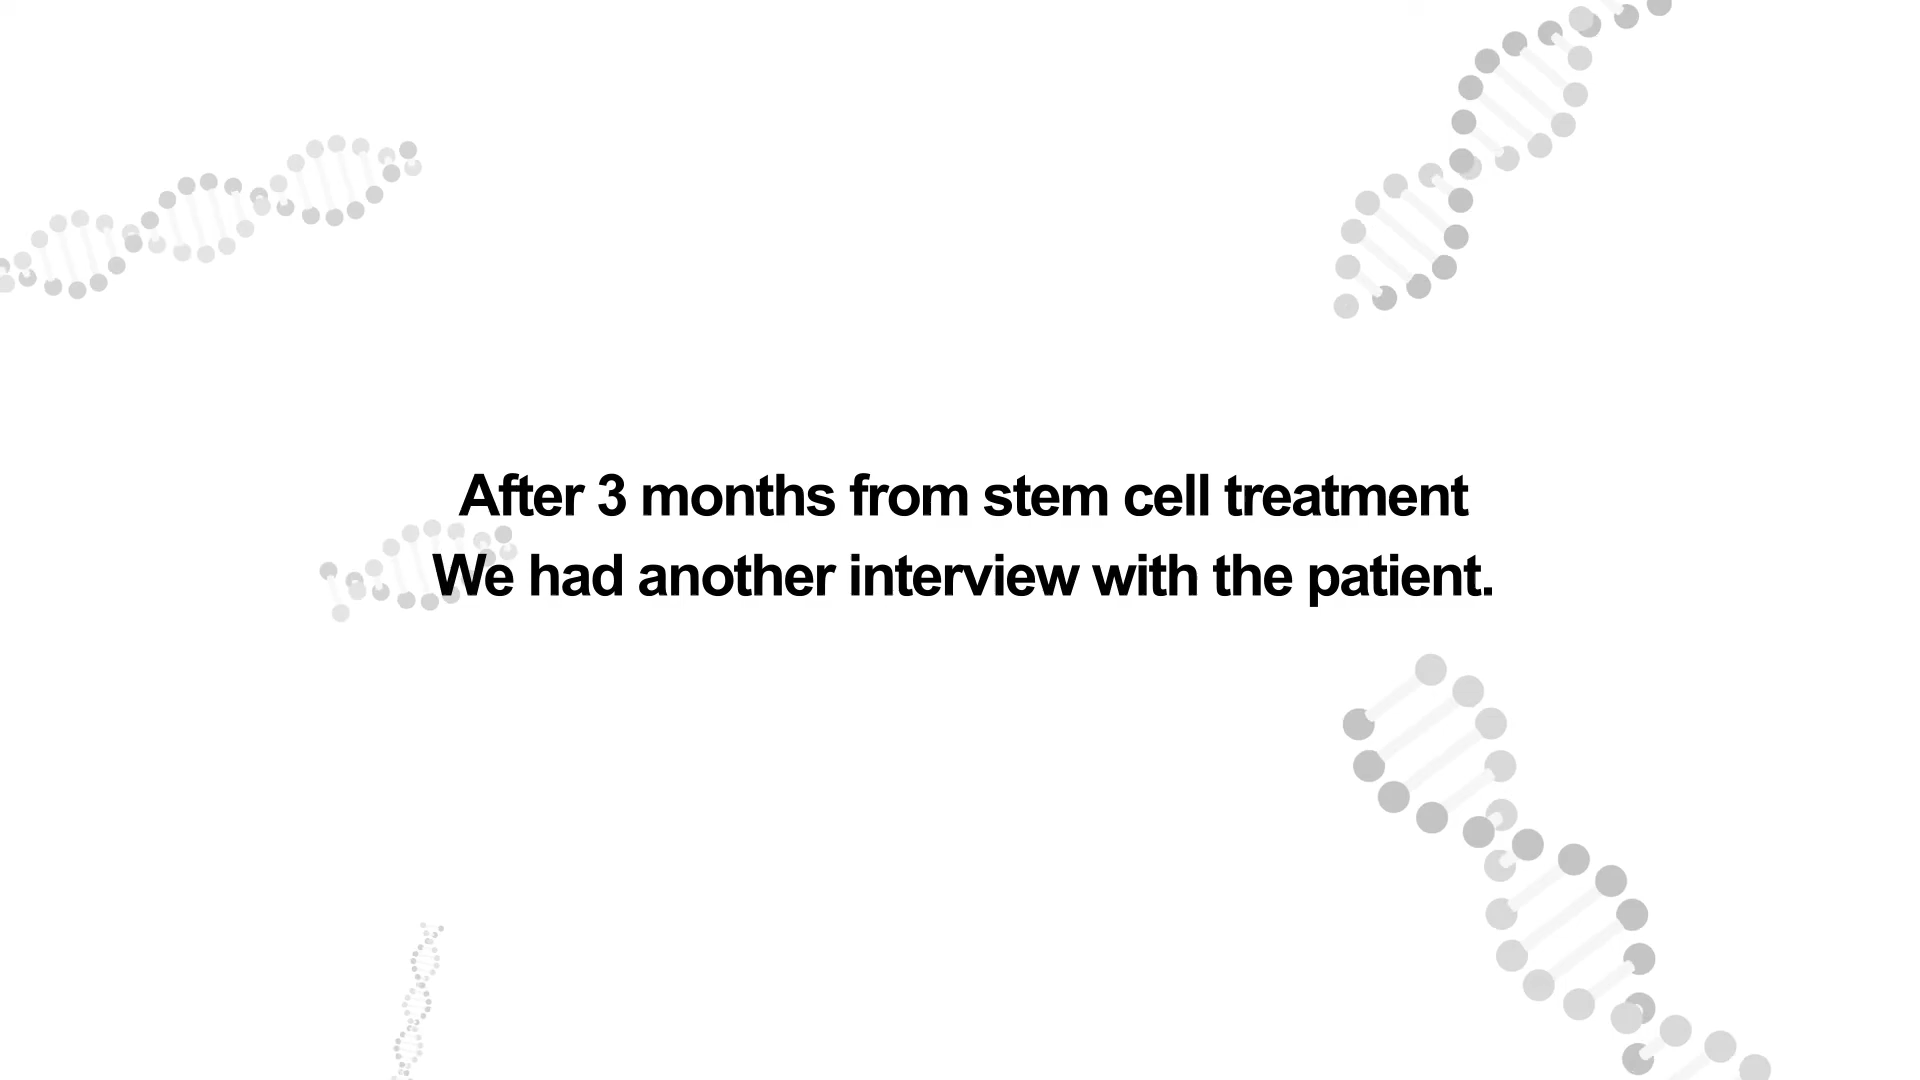 After 3 months from stem cell treatment
We had another interview with the patient.